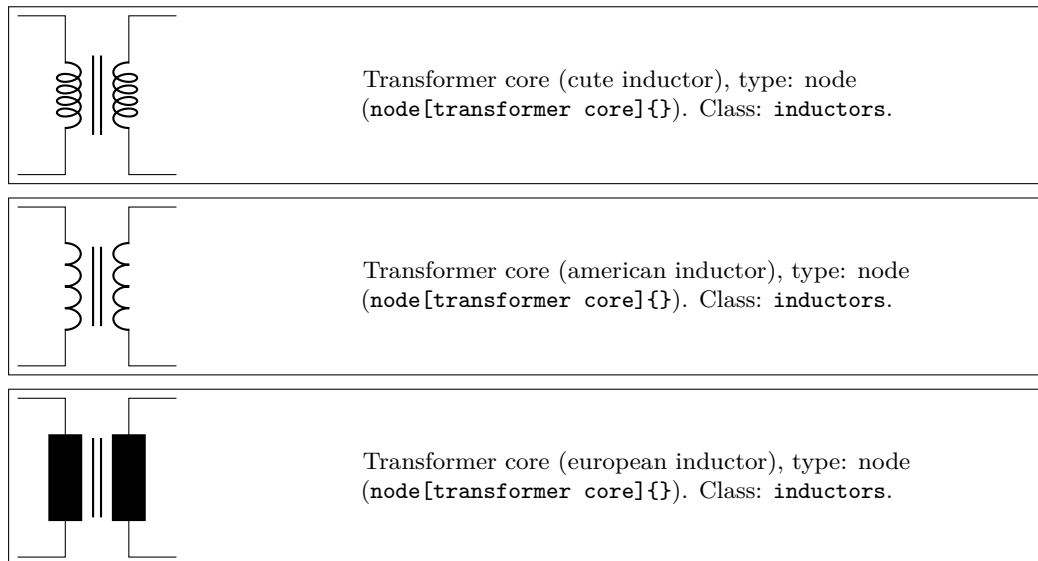 Transformer core (cute inductor), type: node
(node[transformer core]{}). Class: inductors.
Transformer core (american inductor), type: node
(node[transformer core]{}). Class: inductors.
Transformer core (european inductor), type: node
(node[transformer core]{}). Class: inductors.